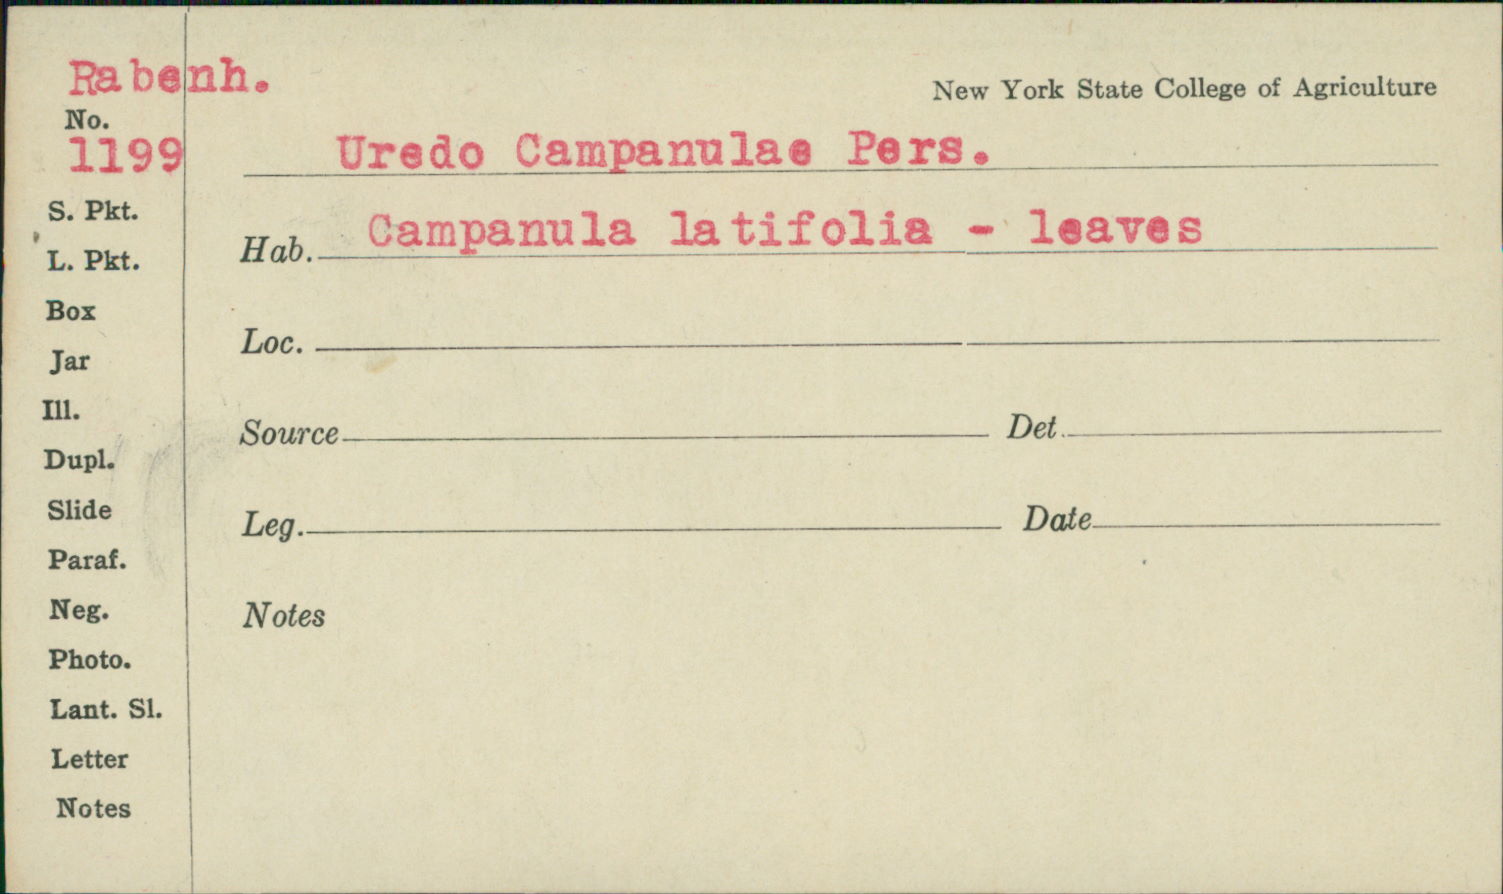 Rabenh.
New York State College of Agriculture
No.
1199
Uredo Campanulae Pers.
S. Pkt.
Hab. Campanula latifolia - leaves
L. Pkt.
Box
Loc.
Jar
Ill.
Source Det.
Dupl.
Slide
Leg. Date
Paraf.
Neg.
Notes
Photo.
Lant. Sl.
Letter
Notes